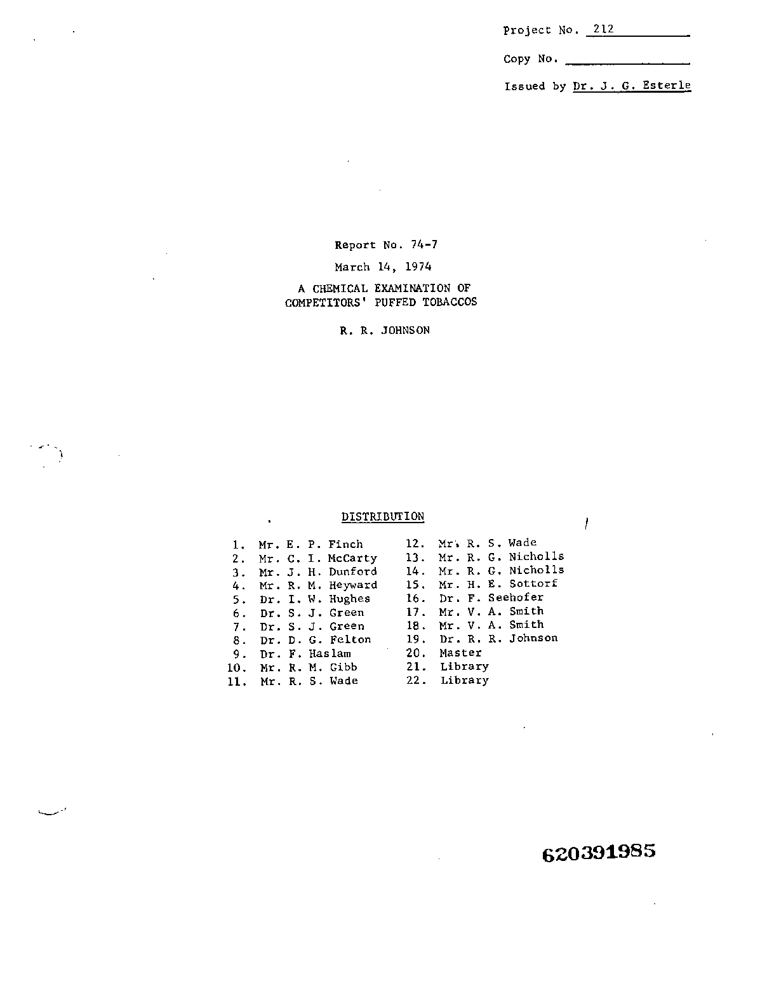 Project No. 212
Copy No.
Issued by Dr. J. G. Esterle
Report No. 74-7
March 14, 1974
A CHEMICAL EXAMINATION OF
COMPETITORS' PUFFED TOBACCOS
R. R. JOHNSON
DISTRIBUTION
1. Mr. E. P. Finch
2. Mr. C. I. McCarty
3. Mr. J. H. Dunford
4. Mr. R. M. Heyward
5. Dr. I. W. Hughes
6. Dr. S. J. Green
7. Dr. S. J. Green
8. Dr. D. G. Felton
9. Dr. F. Haslam
10. Mr. R. M. Gibb
11. Mr. R. S. Wade
12. Mr. R. S. Wade
13. Mr. R. G. Nicholls
14. Mr. R. G. Nicholls
15. Mr. H. E. Sottorf
16. Dr. F. Seehofer
17. Mr. V. A. Smith
18. Mr. V. A. Smith
19. Dr. R. R. Johnson
20. Master
21. Library
22. Library
620391985